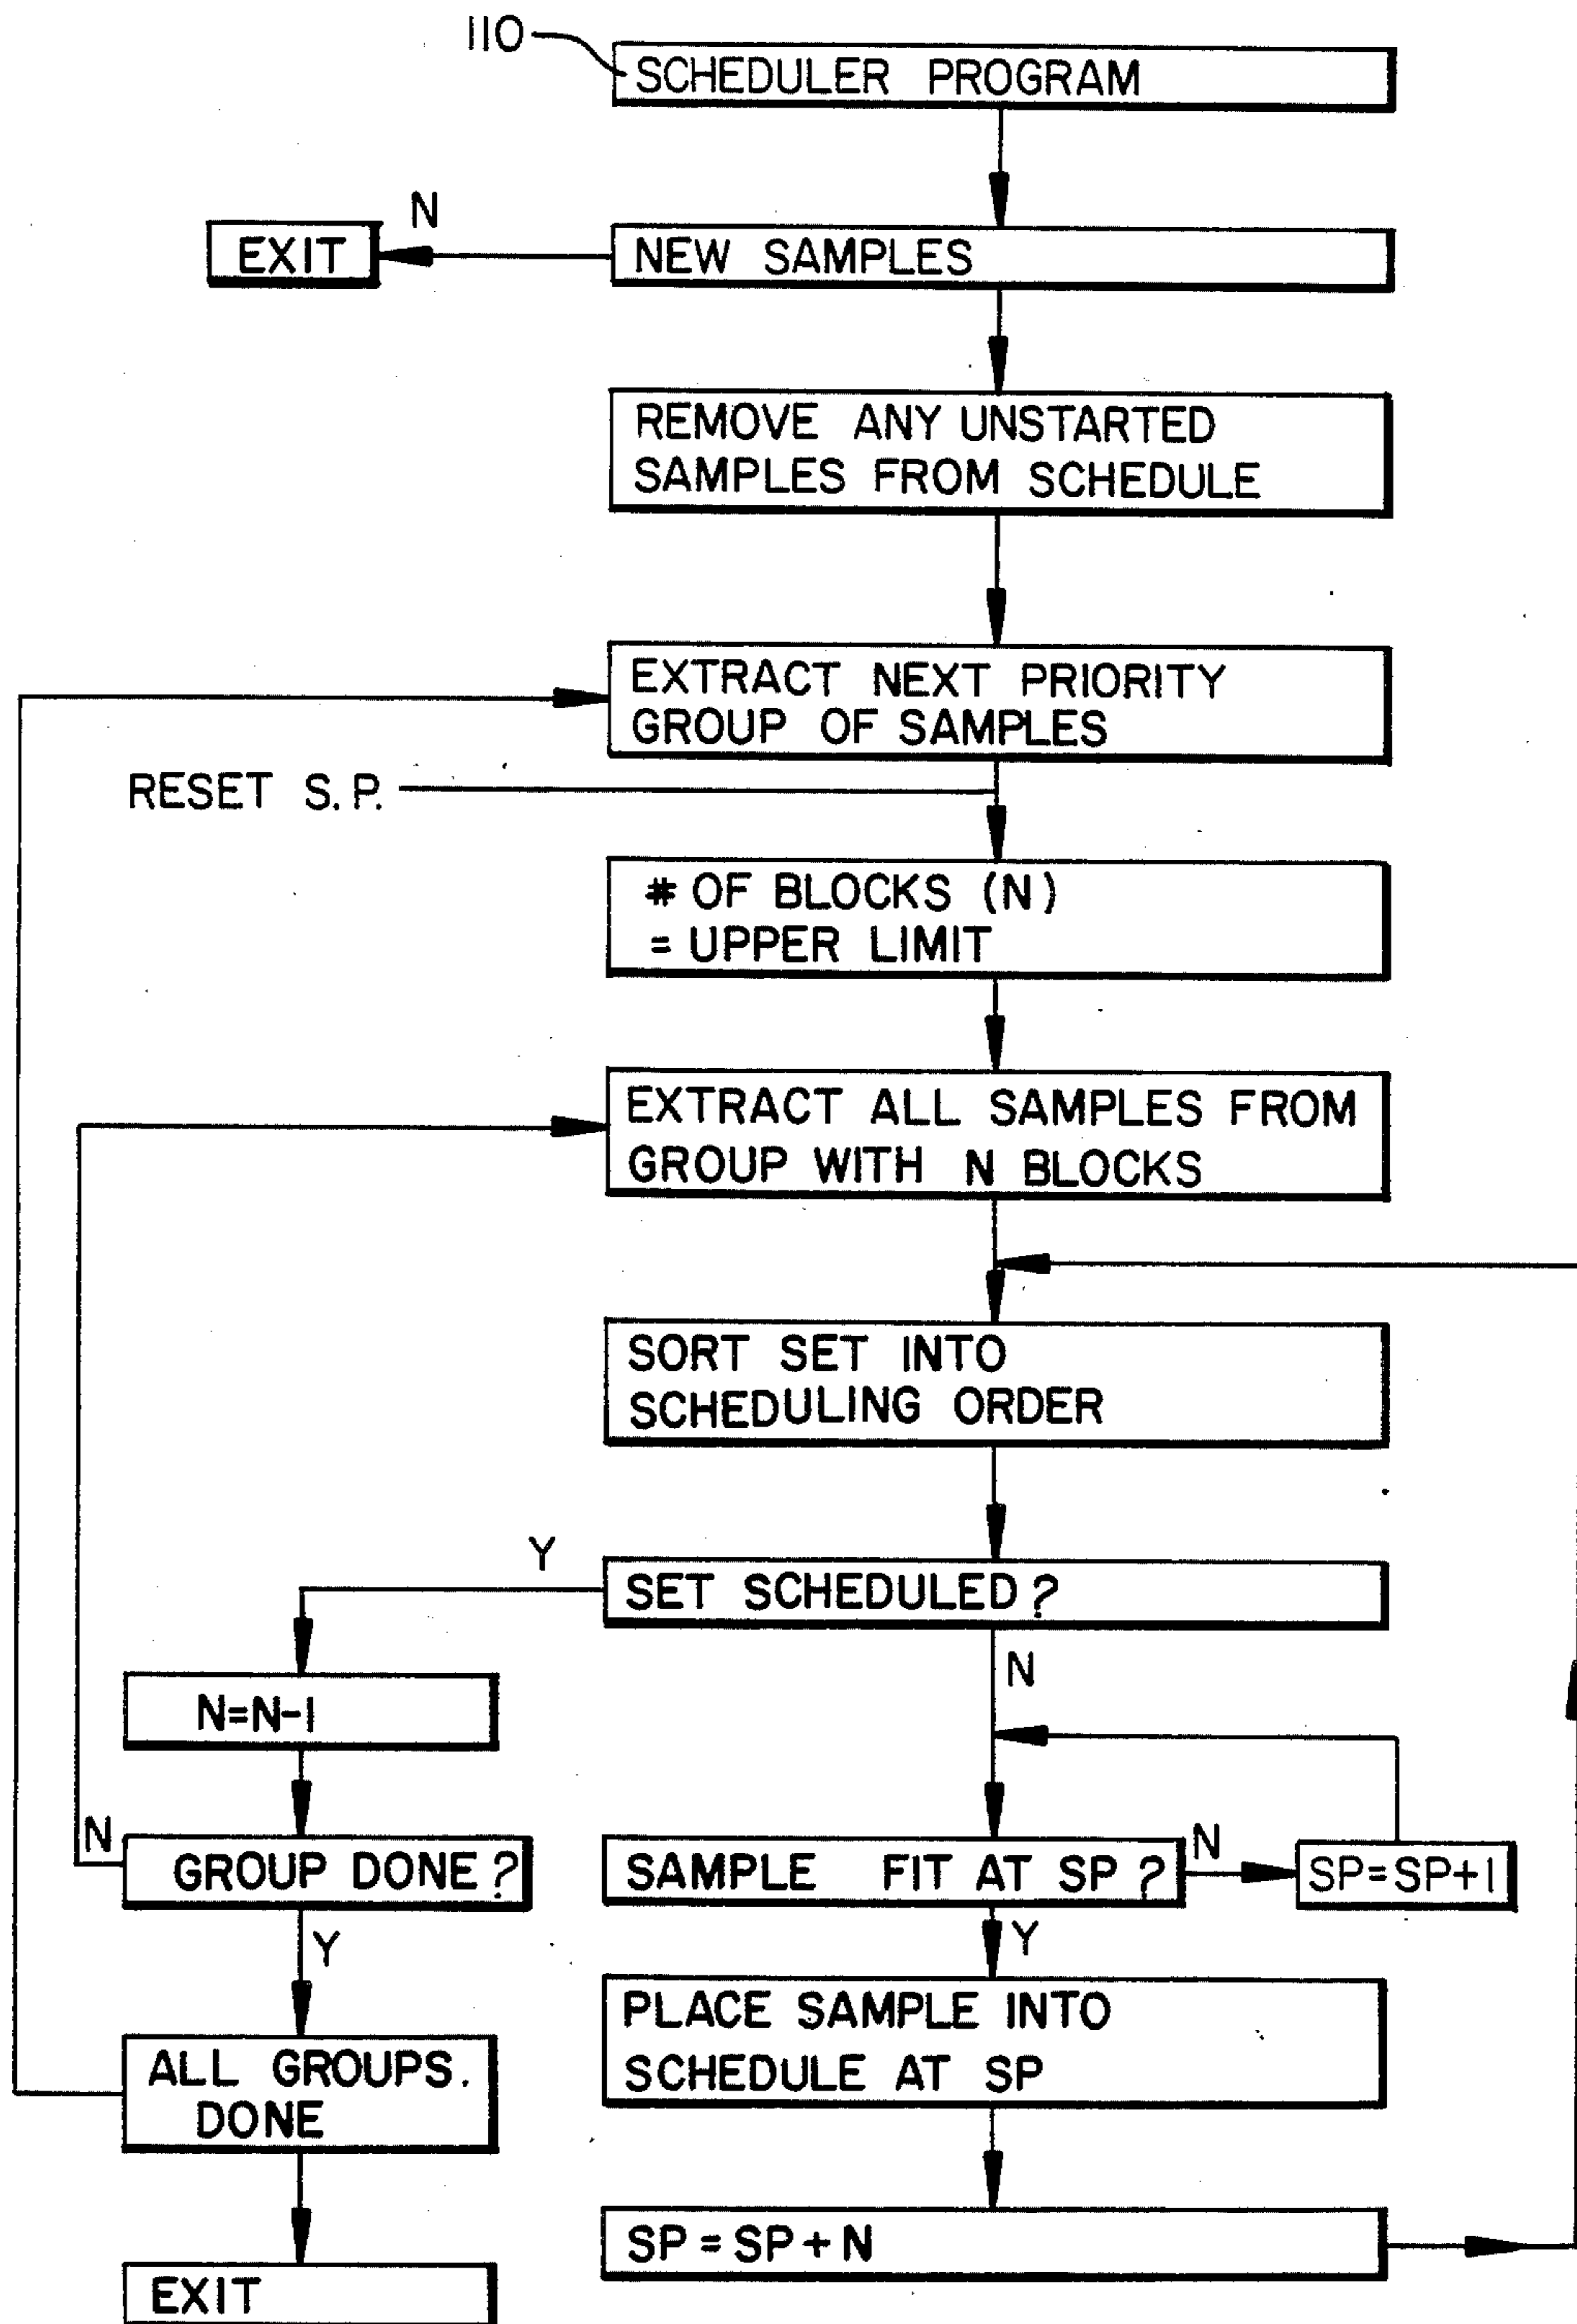 110
SCHEDULER PROGRAM
N
EXIT
NEW SAMPLES
REMOVE ANY UNSTARTED
SAMPLES FROM SCHEDULE
EXTRACT NEXT PRIORITY
GROUP OF SAMPLES
RESET S.P.
# OF BLOCKS (N)
= UPPER LIMIT
EXTRACT ALL SAMPLES FROM
GROUP WITH N BLOCKS
SORT SET INTO
SCHEDULING ORDER
Y
SET SCHEDULED?
N
N=N-1
N
GROUP DONE?
SAMPLE FIT AT SP?
N
SP=SP+1
Y
Y
ALL GROUPS.
DONE
PLACE SAMPLE INTO
SCHEDULE AT SP
SP=SP+N
EXIT